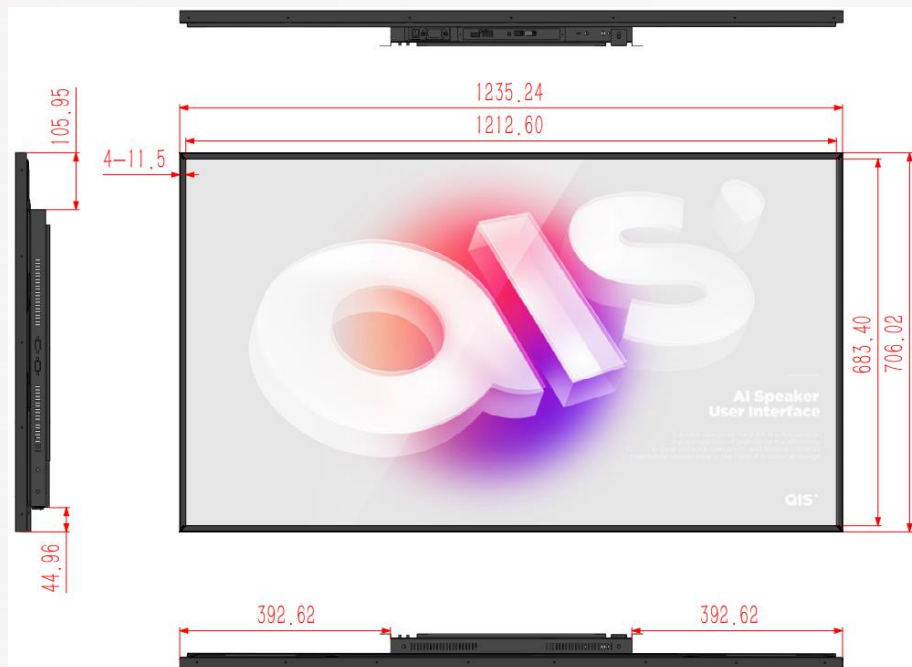 1235.24
1212.60
105.95
4-11.5
QIS'
683.40
706.02
AI Speaker
User Interface
QIS'
44.96
392.62
392.62